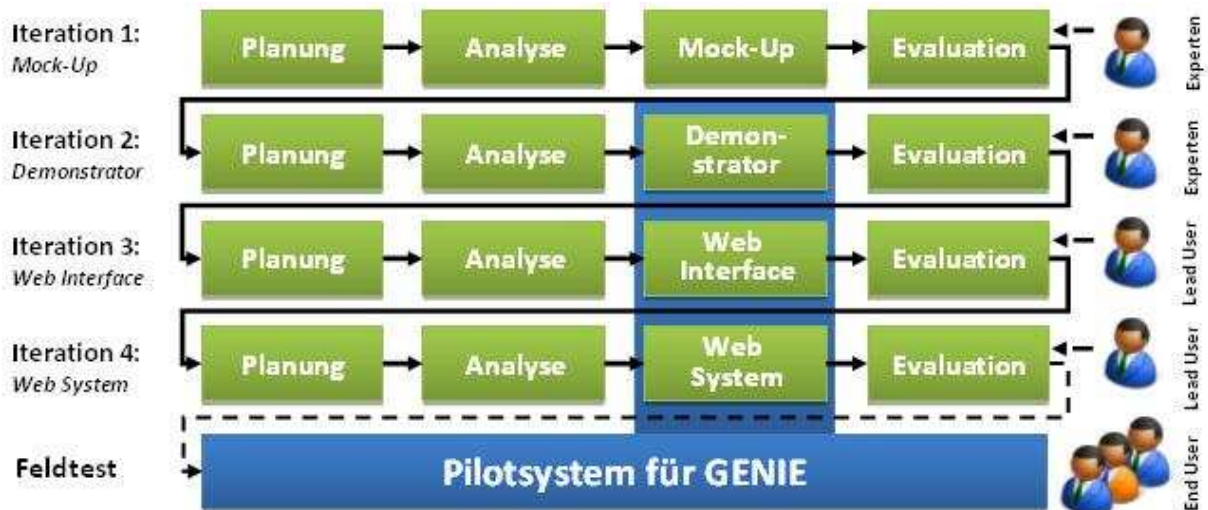 Iteration 1:
Mock-Up
Planung
Analyse
Mock-Up
Evaluation
Experten
Iteration 2:
Demonstrator
Planung
Analyse
Demon-
strator
Evaluation
Experten
Iteration 3:
Web Interface
Planung
Analyse
Web
Interface
Evaluation
Lead User
Iteration 4:
Web System
Planung
Analyse
Web
System
Evaluation
Lead User
Feldtest
Pilotsystem für GENIE
End User